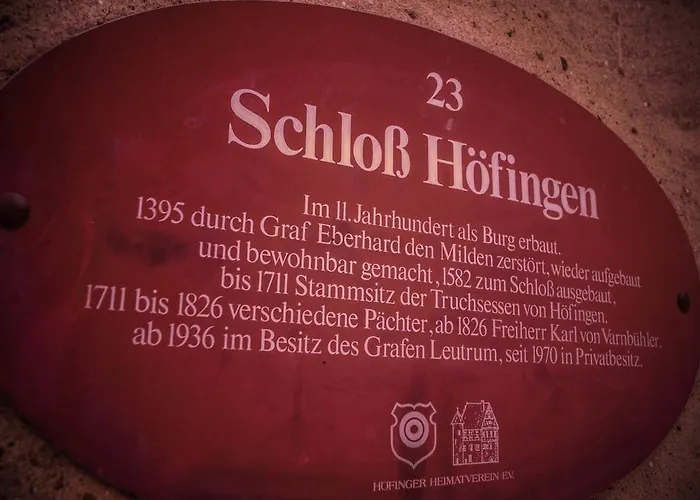 23
Schloß Höfingen
Im 11. Jahrhundert als Burg erbaut.
1395 durch Graf Eberhard den Milden zerstört, wieder aufgebaut
und bewohnbar gemacht, 1582 zum Schloß ausgebaut,
bis 1711 Stammsitz der Truchsessen von Höfingen.
1711 bis 1826 verschiedene Pächter, ab 1826 Freiherr Karl von Varnbühler,
ab 1936 im Besitz des Grafen Leutrum, seit 1970 in Privatbesitz.
HÖFINGER HEIMATVEREIN E.V.